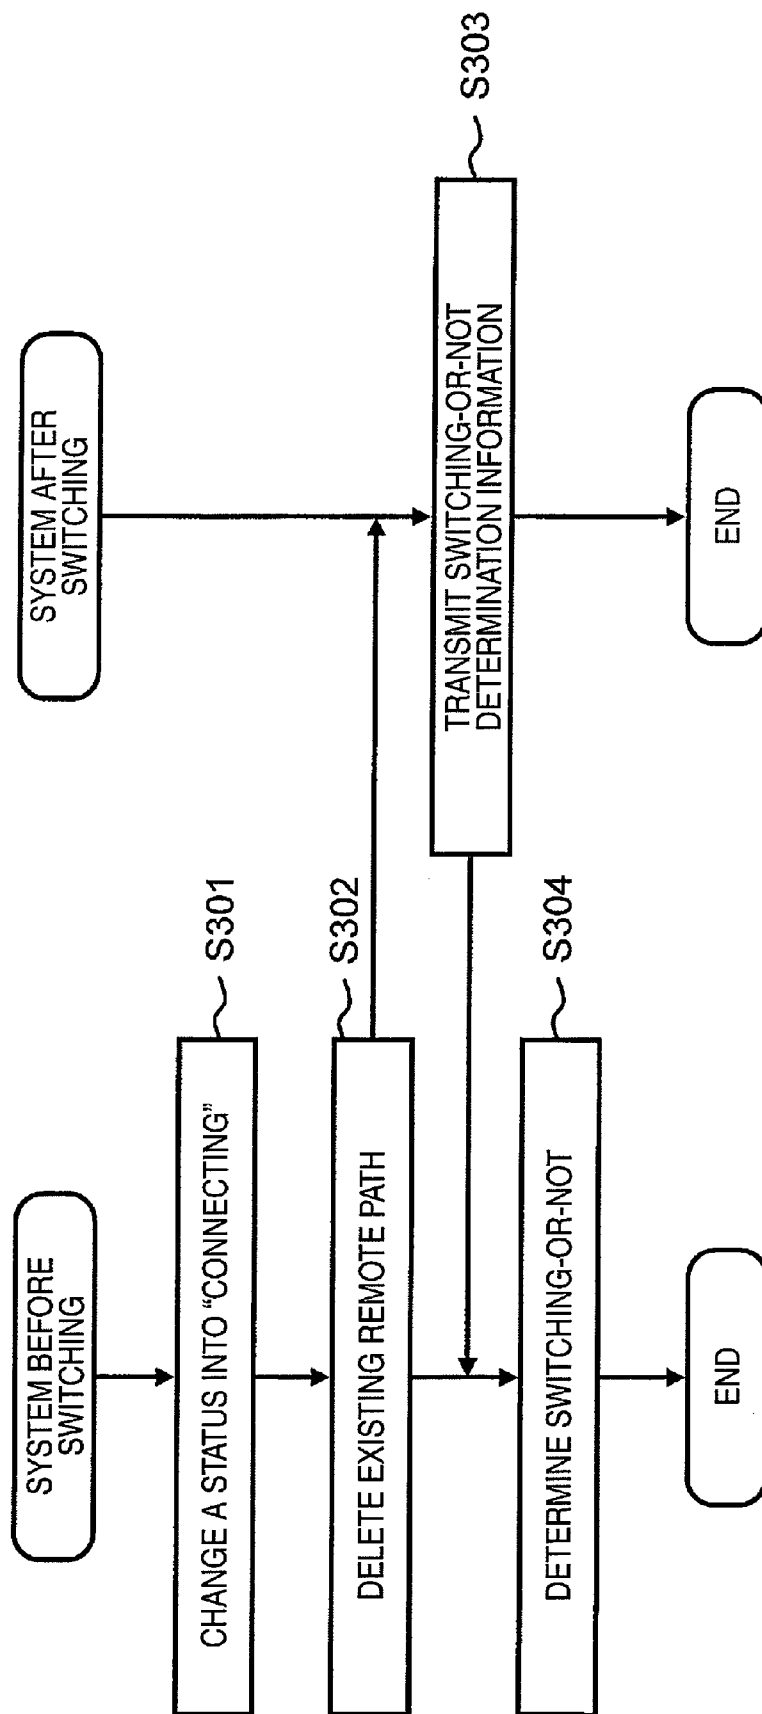 SYSTEM BEFORE
SWITCHING
CHANGE A STATUS INTO "CONNECTING"
S301
DELETE EXISTING REMOTE PATH
S302
DETERMINE SWITCHING-OR-NOT
S304
END
SYSTEM AFTER
SWITCHING
TRANSMIT SWITCHING-OR-NOT
DETERMINATION INFORMATION
S303
END